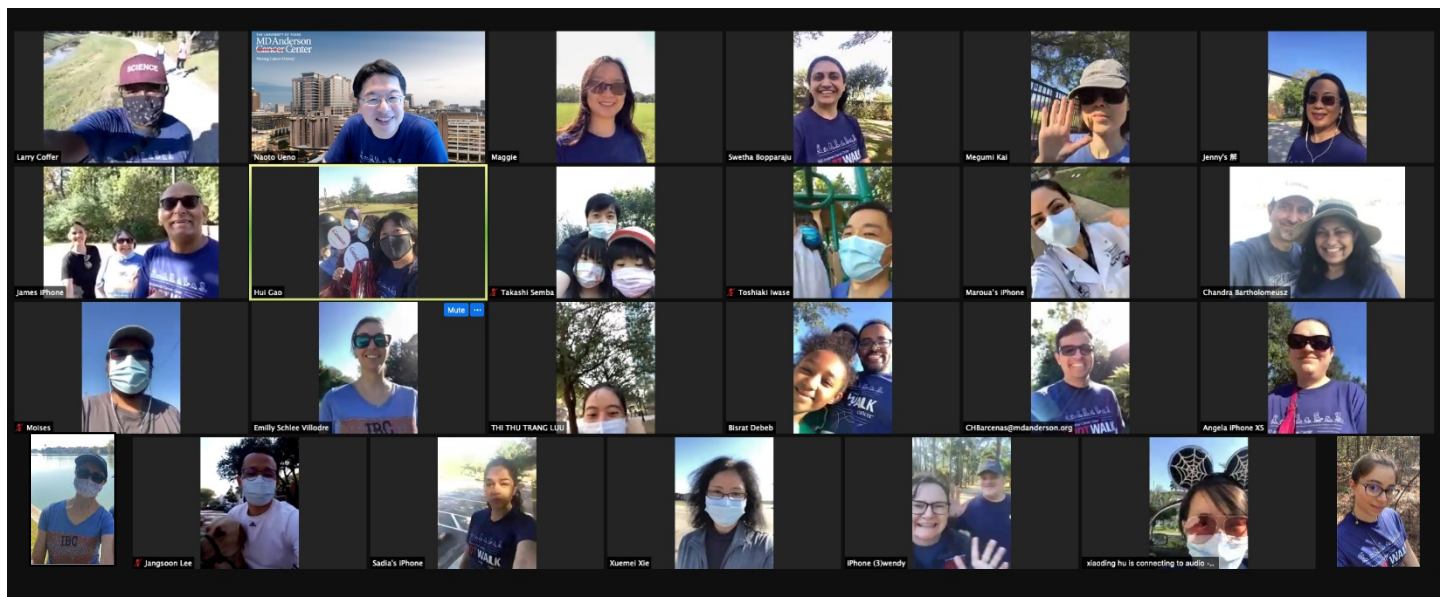 SCIENCE
THE UNIVERSITY OF TEXAS
MD Anderson
Cancer Center
Making Cancer History
Larry Coffer
Naoto Ueno
Maggie
Swetha Bopparaju
WALK
Megumi Kai
Jenny's 解
James iPhone
Hui Gao
Takashi Semba
Toshiaki Iwase
Maroua's iPhone
Chandra Bartholomeusz
Mute ...
Moises
Emilly Schlee Villodre
IBC
THI THU TRANG LUU
Bisrat Debeb
WALK
CHBarcenas@mdanderson.org
WALK
Angela iPhone XS
IBC
Jangsoon Lee
Sadia's iPhone
WALK
Xuemei Xie
iPhone (3)wendy
xiaoding hu is connecting to audio -...